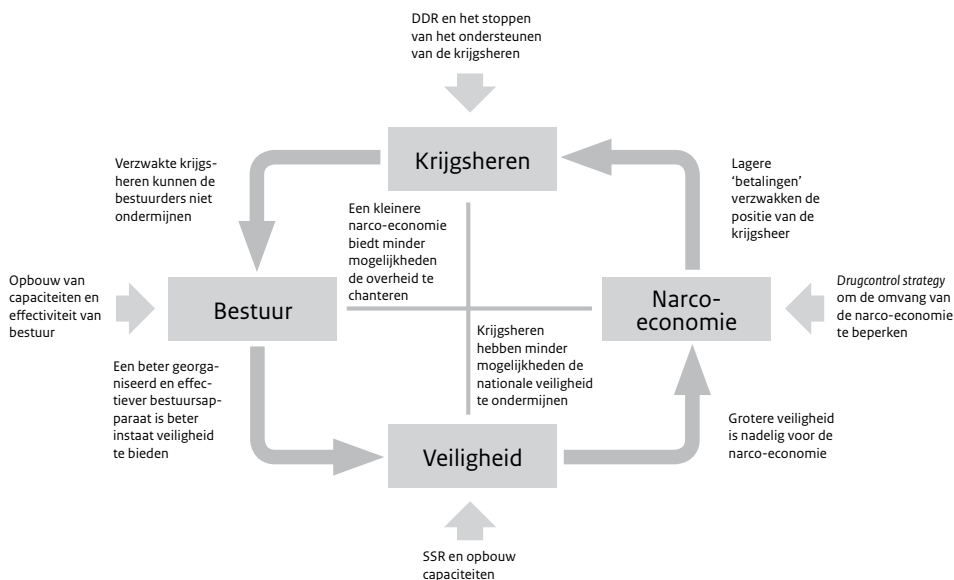 DDR en het stoppen
van het ondersteunen
van de krijgsheren
Krijgsheren
Verzwakte krijgs-
heren kunnen de
bestuurders niet
ondermijnen
Lagere
‘betalingen’
verzwakken de
positie van de
krijgsheer
Een kleinere
narco-economie
biedt minder
mogelijkheden
de overheid te
chanteren
Opbouw van
capaciteiten en
effectiviteit van
bestuur
Bestuur
Narco-
economie
Drugcontrol strategy
om de omvang van
de narco-economie
te beperken
Krijgsheren
hebben minder
mogelijkheden de
nationale veiligheid
te ondermijnen
Een beter georga-
niseerd en effec-
tiever bestuursap-
paraat is beter
instaat veiligheid
te bieden
Grotere veiligheid
is nadelig voor de
narco-economie
Veiligheid
SSR en opbouw
capaciteiten